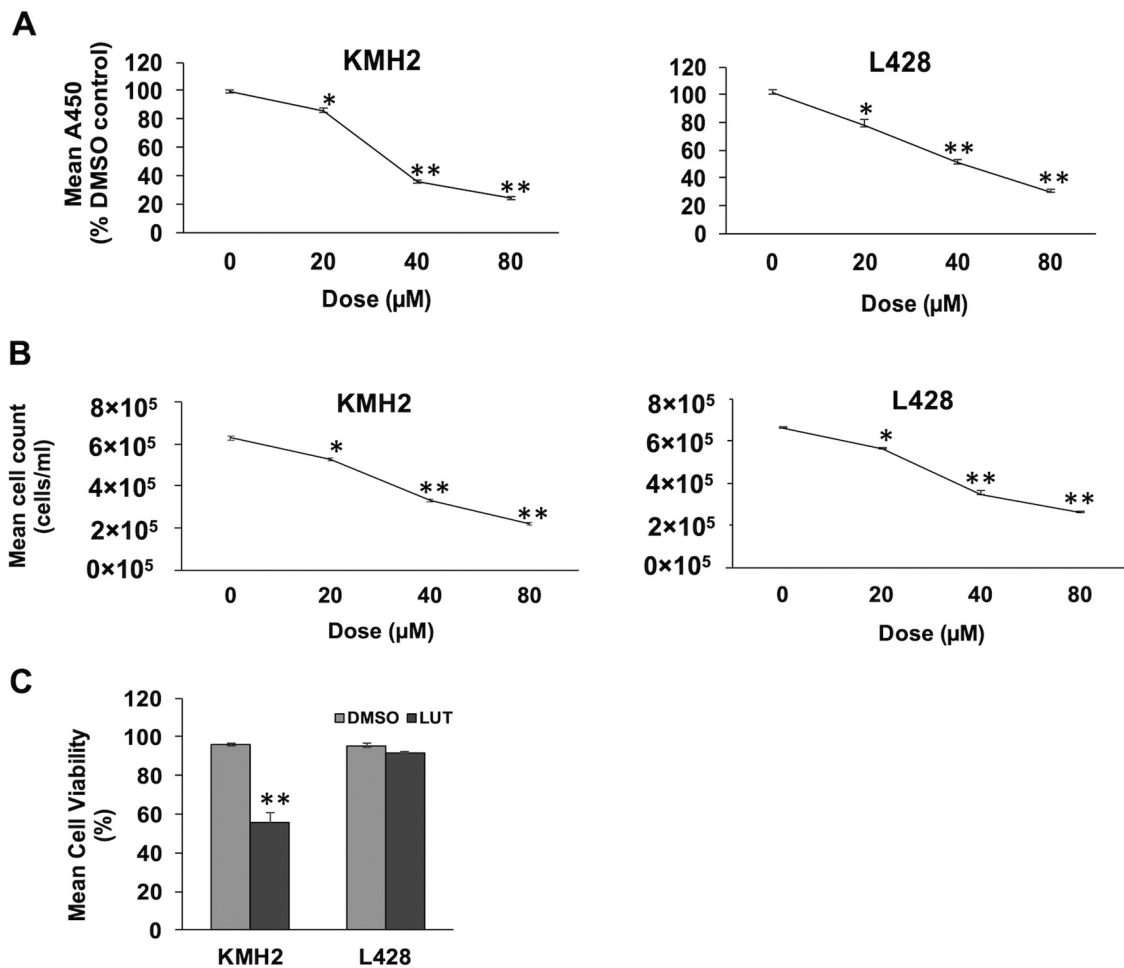 A
KMH2
Mean A450
(% DMSO control)
120
100
80
60
40
20
0
*
**
**
0 20 40 80
Dose (µM)
L428
120
100
80
60
40
20
0
*
**
**
0 20 40 80
Dose (µM)
B
KMH2
Mean cell count
(cells/ml)
8×10⁵
6×10⁵
4×10⁵
2×10⁵
0×10⁵
*
**
**
0 20 40 80
Dose (µM)
L428
8×10⁵
6×10⁵
4×10⁵
2×10⁵
0×10⁵
*
**
**
0 20 40 80
Dose (µM)
C
Mean Cell Viability
(%)
120
100
80
60
40
20
0
DMSO LUT
**
KMH2 L428